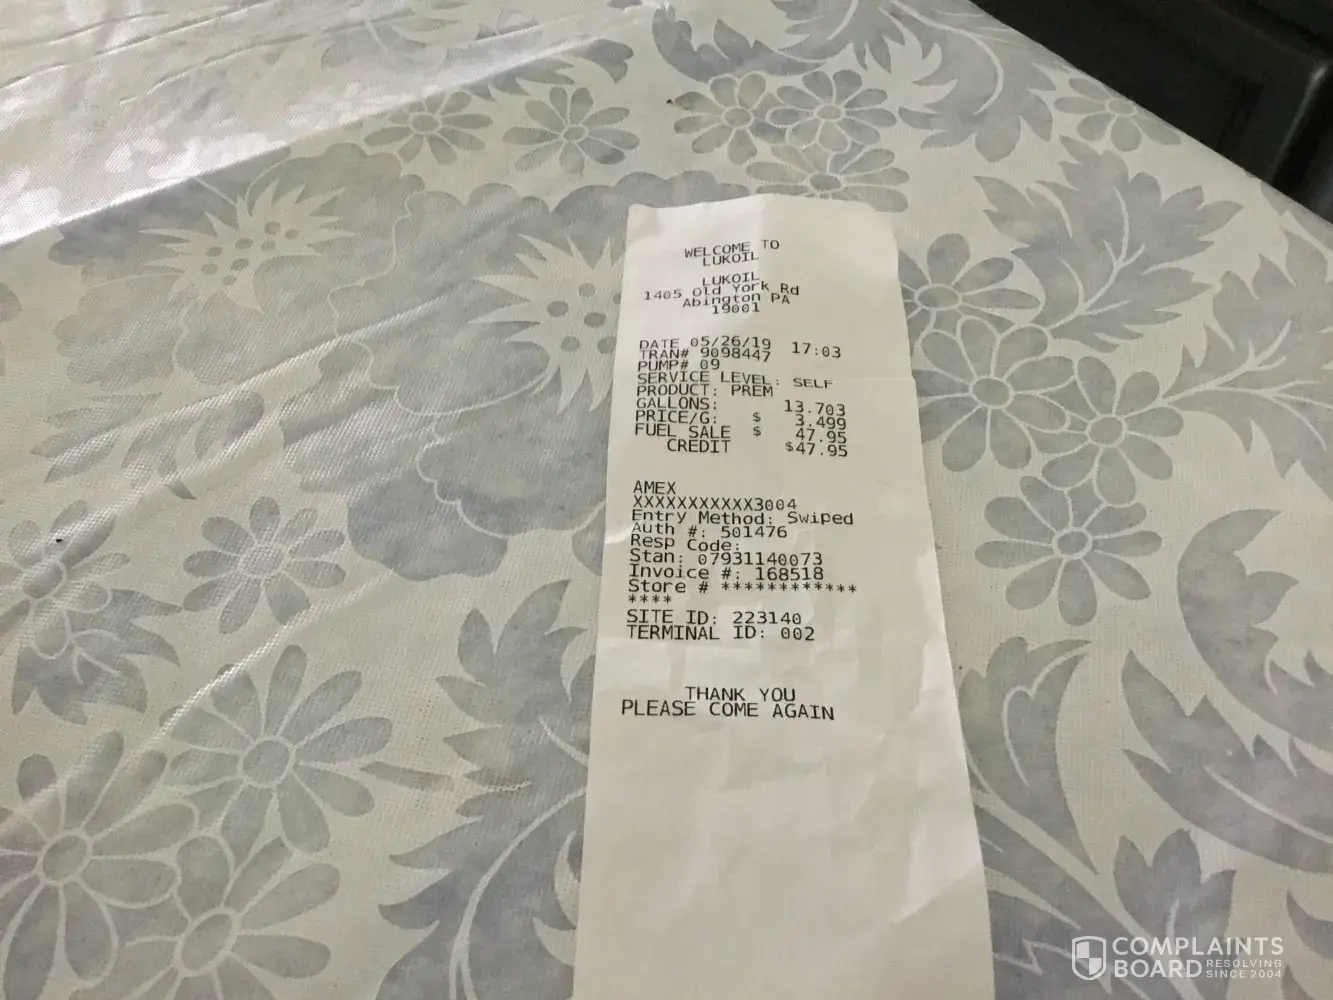 WELCOME TO
LUKOIL
LUKOIL
1405 Old York Rd
Abington PA
19001
DATE 05/26/19 17:03
TRAN# 9098447
PUMP# 09
SERVICE LEVEL: SELF
PRODUCT: PREM
GALLONS: 13.703
PRICE/G: $ 3.499
FUEL SALE $ 47.95
CREDIT $47.95
AMEX
XXXXXXXXXXX3004
Entry Method: Swiped
Auth #: 501476
Resp Code:
Stan: 07931140073
Invoice #: 168518
Store # ************
****
SITE ID: 223140
TERMINAL ID: 002
THANK YOU
PLEASE COME AGAIN
COMPLAINTS
BOARD RESOLVING
SINCE 2004